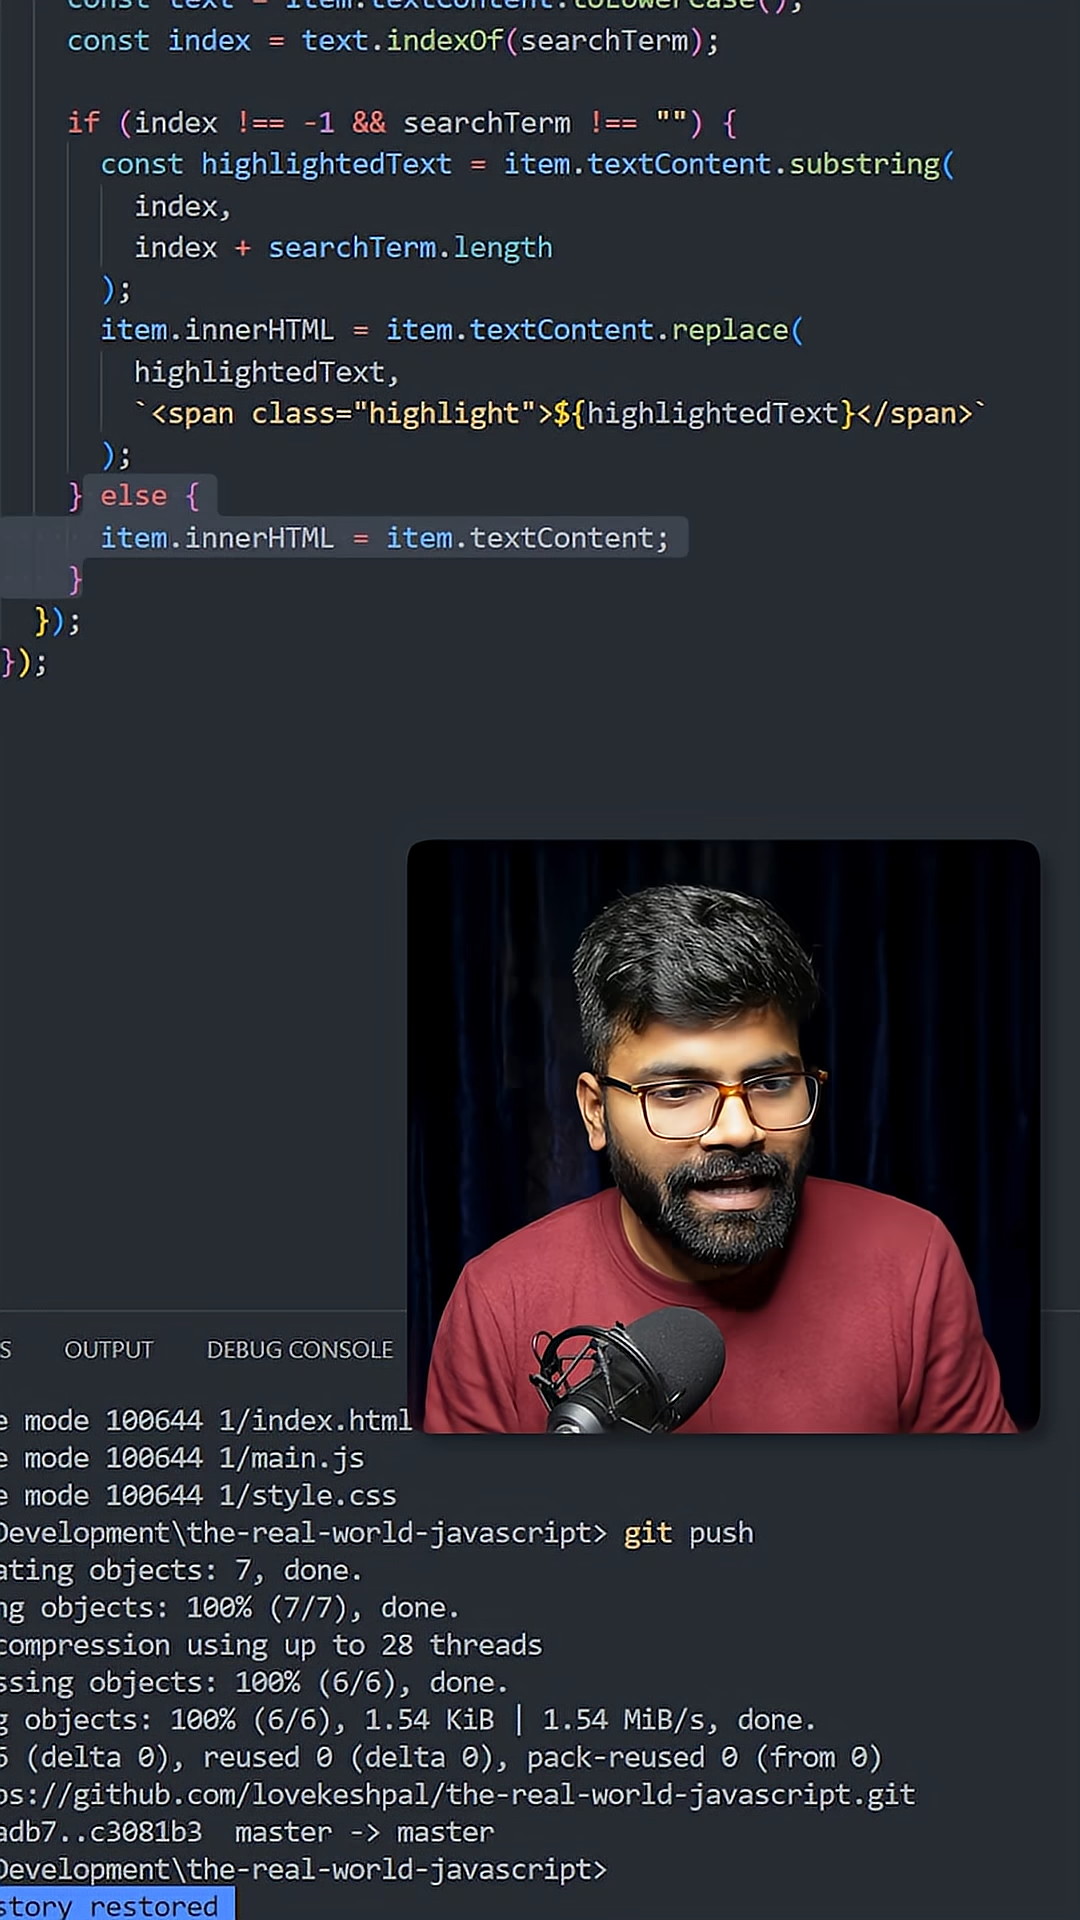 const text = item.textContent.toLowerCase();
const index = text.indexOf(searchTerm);
if (index !== -1 && searchTerm !== "") {
const highlightedText = item.textContent.substring(
index,
index + searchTerm.length
);
item.innerHTML = item.textContent.replace(
highlightedText,
`<span class="highlight">${highlightedText}</span>`
);
} else {
item.innerHTML = item.textContent;
}
});
});
S OUTPUT DEBUG CONSOLE
e mode 100644 1/index.html
e mode 100644 1/main.js
e mode 100644 1/style.css
Development\the-real-world-javascript> git push
ating objects: 7, done.
ng objects: 100% (7/7), done.
compression using up to 28 threads
ssing objects: 100% (6/6), done.
g objects: 100% (6/6), 1.54 KiB | 1.54 MiB/s, done.
(delta 0), reused 0 (delta 0), pack-reused 0 (from 0)
ps://github.com/lovekeshpal/the-real-world-javascript.git
adb7..c3081b3 master -> master
Development\the-real-world-javascript>
story restored